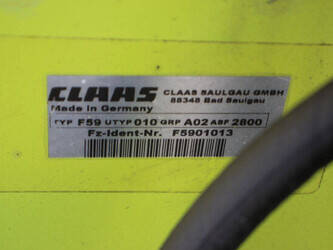 CLAAS CLAAS SAULGAU GMBH
Made in Germany 88348 Bad Saulgau
TYP F59 UTYP 010 GRP A02 ABF 2800
Fz-Ident-Nr. F5901013